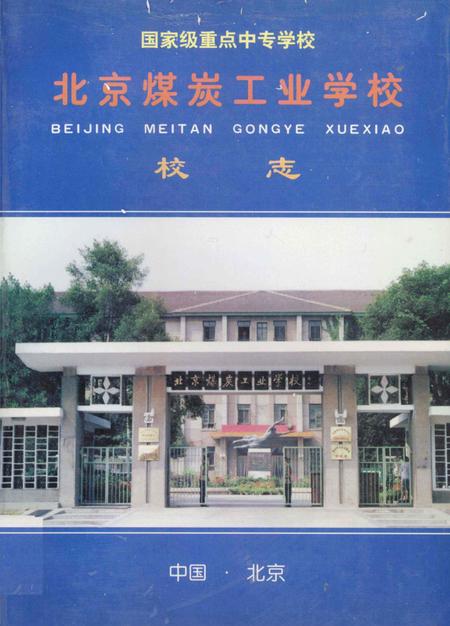 国家级重点中专学校
北京煤炭工业学校
BEIJING MEITAN GONGYE XUEXIAO
校 志
北京煤炭工业学校
中国 · 北京